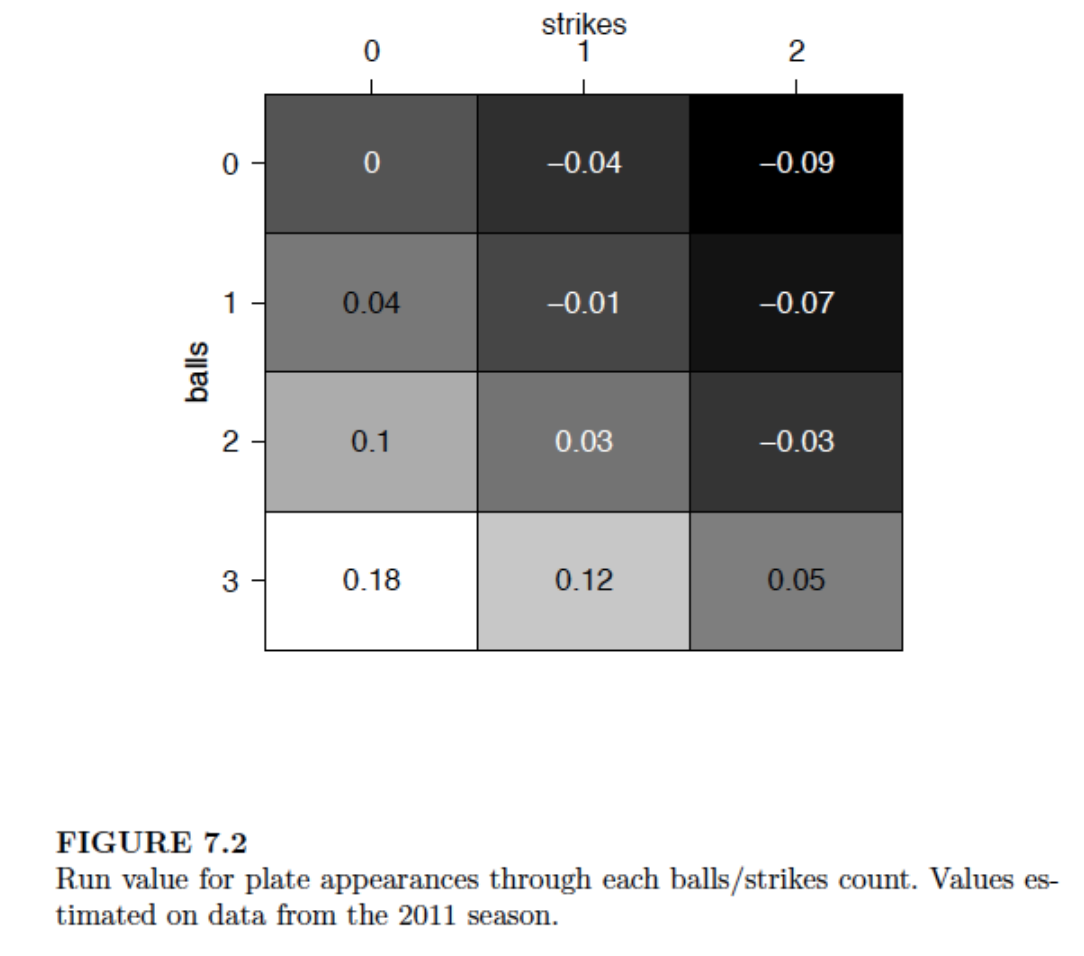 strikes
0 1 2
0 0 −0.04 −0.09
1 0.04 −0.01 −0.07
balls
2 0.1 0.03 −0.03
3 0.18 0.12 0.05
FIGURE 7.2
Run value for plate appearances through each balls/strikes count. Values es-
timated on data from the 2011 season.